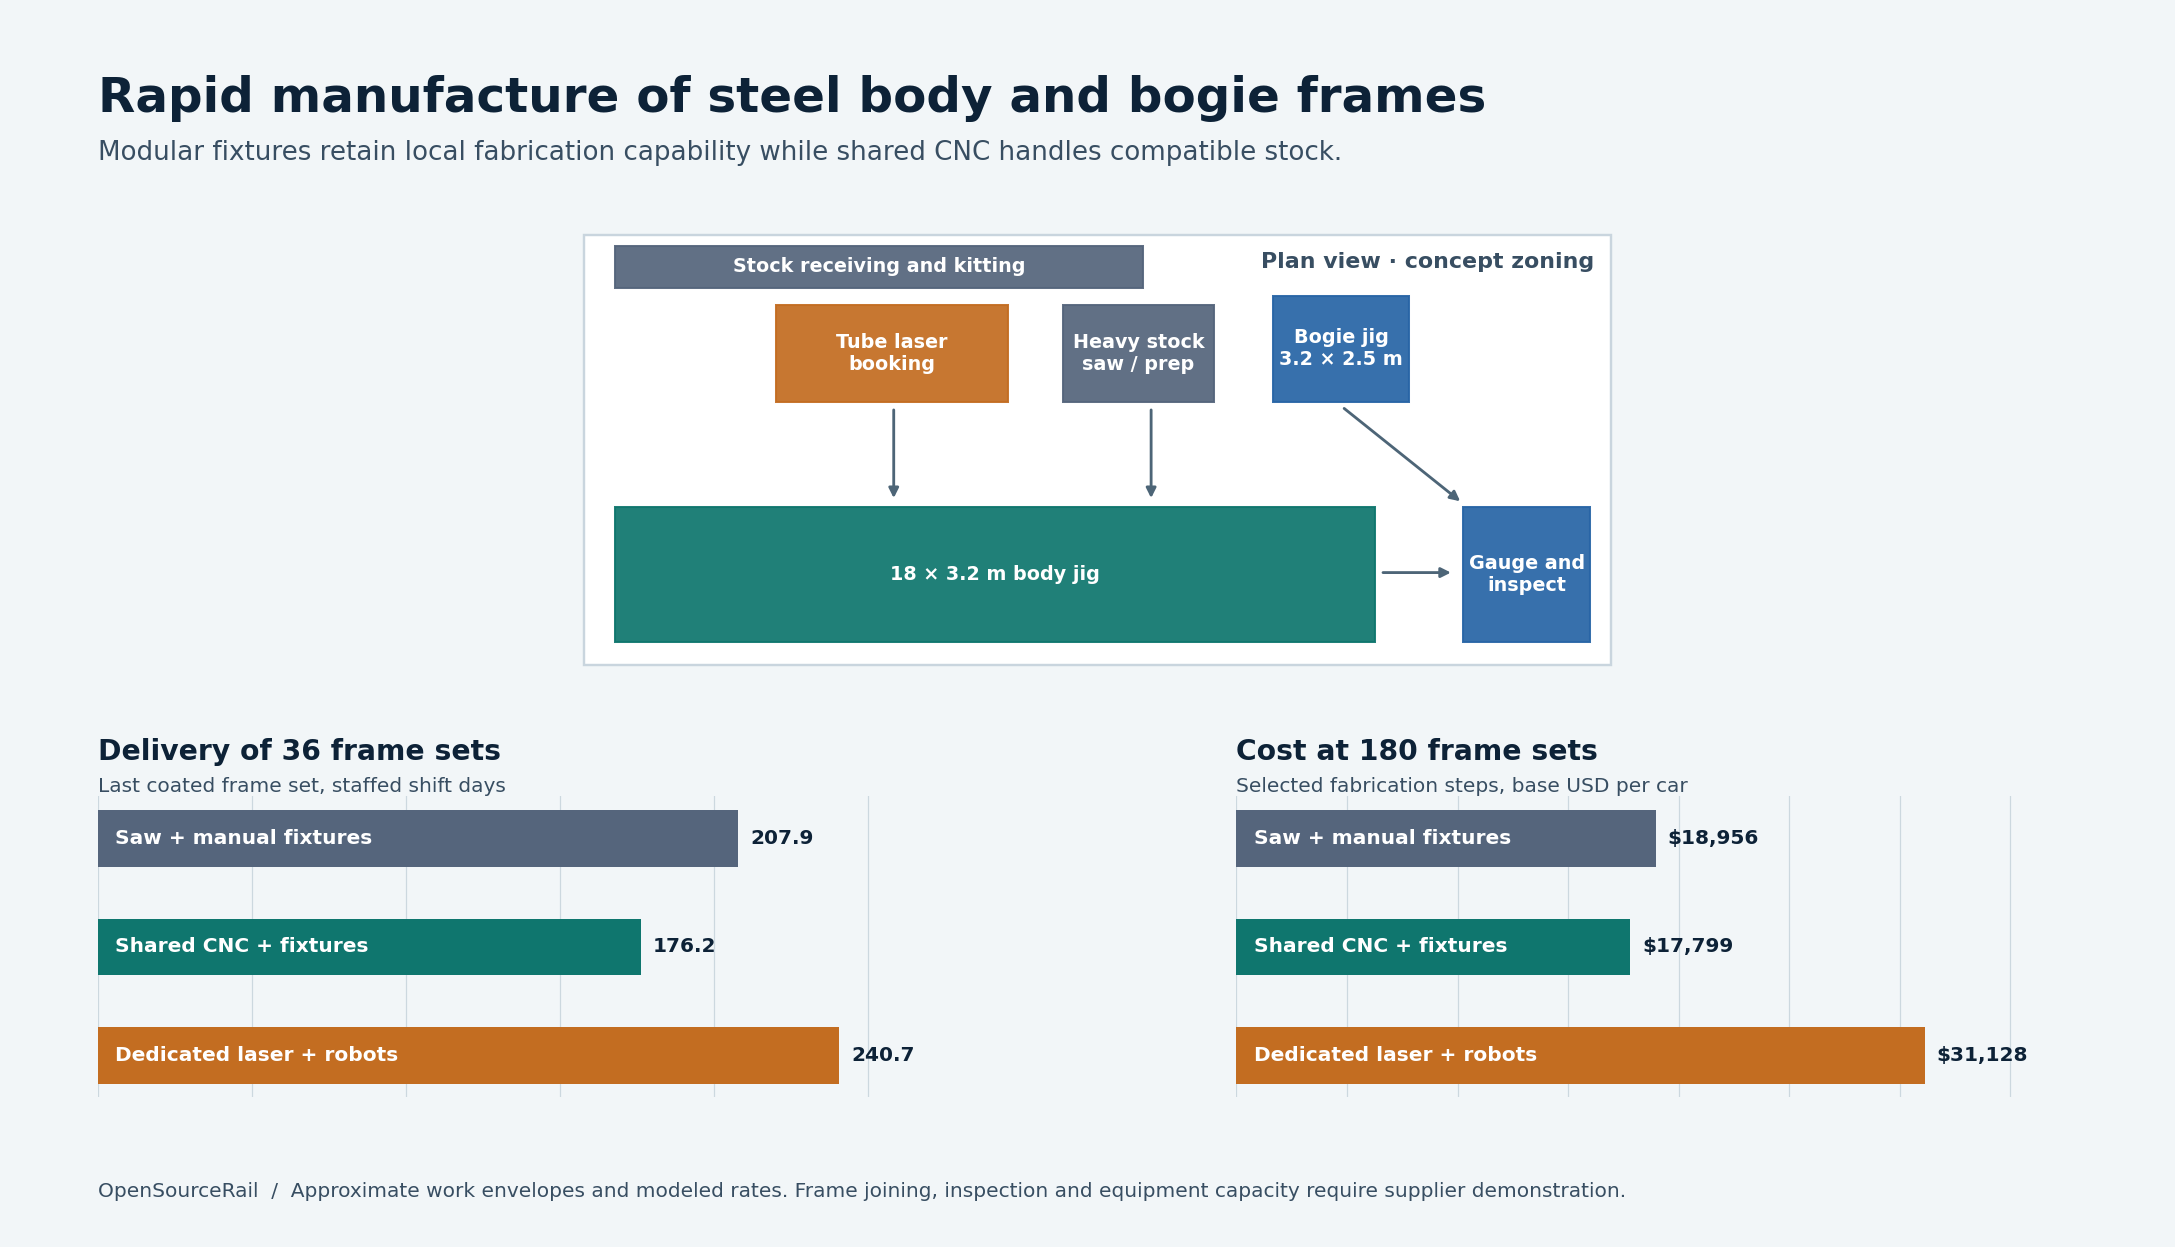 Rapid manufacture of steel body and bogie frames
Modular fixtures retain local fabrication capability while shared CNC handles compatible stock.
Stock receiving and kitting
Plan view · concept zoning
Tube laser
booking
Heavy stock
saw / prep
Bogie jig
3.2 × 2.5 m
18 × 3.2 m body jig
Gauge and
inspect
Delivery of 36 frame sets
Last coated frame set, staffed shift days
Saw + manual fixtures
207.9
Shared CNC + fixtures
176.2
Dedicated laser + robots
240.7
Cost at 180 frame sets
Selected fabrication steps, base USD per car
Saw + manual fixtures
$18,956
Shared CNC + fixtures
$17,799
Dedicated laser + robots
$31,128
OpenSourceRail / Approximate work envelopes and modeled rates. Frame joining, inspection and equipment capacity require supplier demonstration.